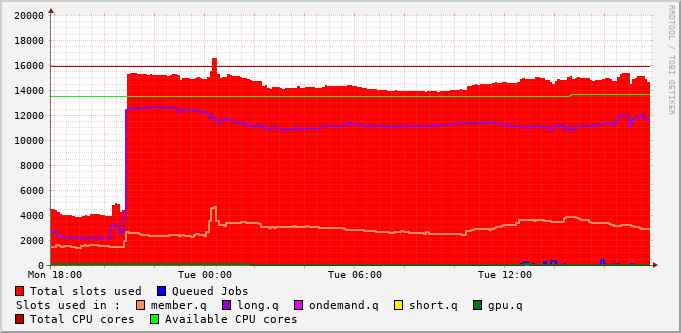 20000
18000
16000
14000
12000
10000
8000
6000
4000
2000
0
Mon 18:00 Tue 00:00 Tue 06:00 Tue 12:00
Total slots used Queued Jobs
Slots used in : member.q long.q ondemand.q short.q gpu.q
Total CPU cores Available CPU cores
RRDTOOL / TOBI OETIKER